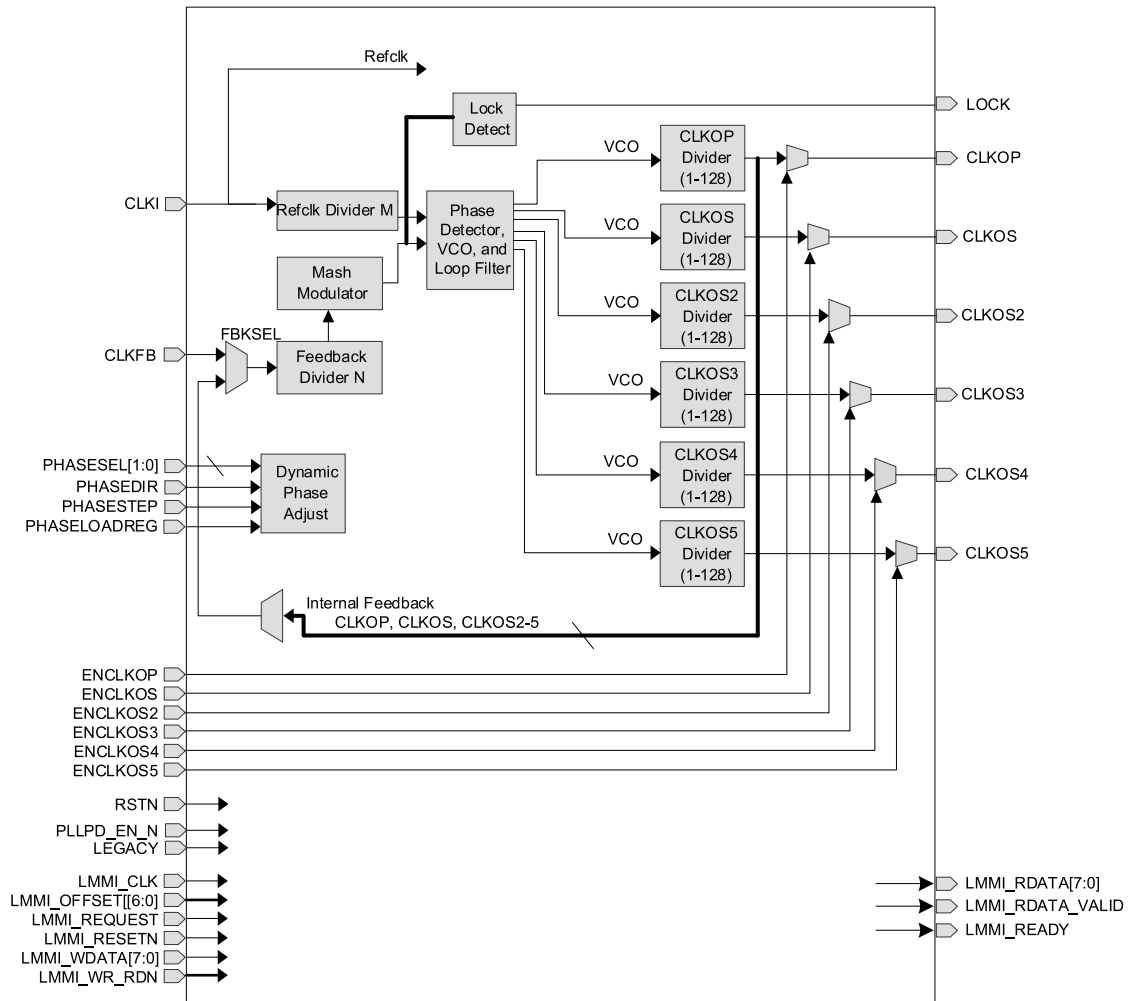 Refclk
Lock
Detect
LOCK
VCO
CLKOP
Divider
(1-128)
CLKOP
CLKI
Refclk Divider M
Phase
Detector,
VCO, and
Loop Filter
VCO
CLKOS
Divider
(1-128)
CLKOS
Mash
Modulator
VCO
CLKOS2
Divider
(1-128)
CLKOS2
CLKFB
FBKSEL
Feedback
Divider N
VCO
CLKOS3
Divider
(1-128)
CLKOS3
PHASESEL[1:0]
PHASEDIR
PHASESTEP
PHASELOADREG
Dynamic
Phase
Adjust
VCO
CLKOS4
Divider
(1-128)
CLKOS4
VCO
CLKOS5
Divider
(1-128)
CLKOS5
Internal Feedback
CLKOP, CLKOS, CLKOS2-5
ENCLKOP
ENCLKOS
ENCLKOS2
ENCLKOS3
ENCLKOS4
ENCLKOS5
RSTN
PLLPD_EN_N
LEGACY
LMMI_CLK
LMMI_OFFSET[[6:0]
LMMI_REQUEST
LMMI_RESETN
LMMI_WDATA[7:0]
LMMI_WR_RDN
LMMI_RDATA[7:0]
LMMI_RDATA_VALID
LMMI_READY